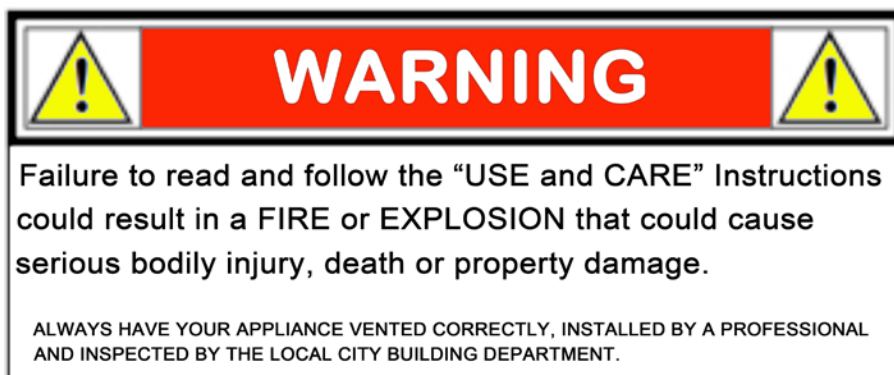 WARNING
Failure to read and follow the “USE and CARE” Instructions
could result in a FIRE or EXPLOSION that could cause
serious bodily injury, death or property damage.
ALWAYS HAVE YOUR APPLIANCE VENTED CORRECTLY, INSTALLED BY A PROFESSIONAL
AND INSPECTED BY THE LOCAL CITY BUILDING DEPARTMENT.